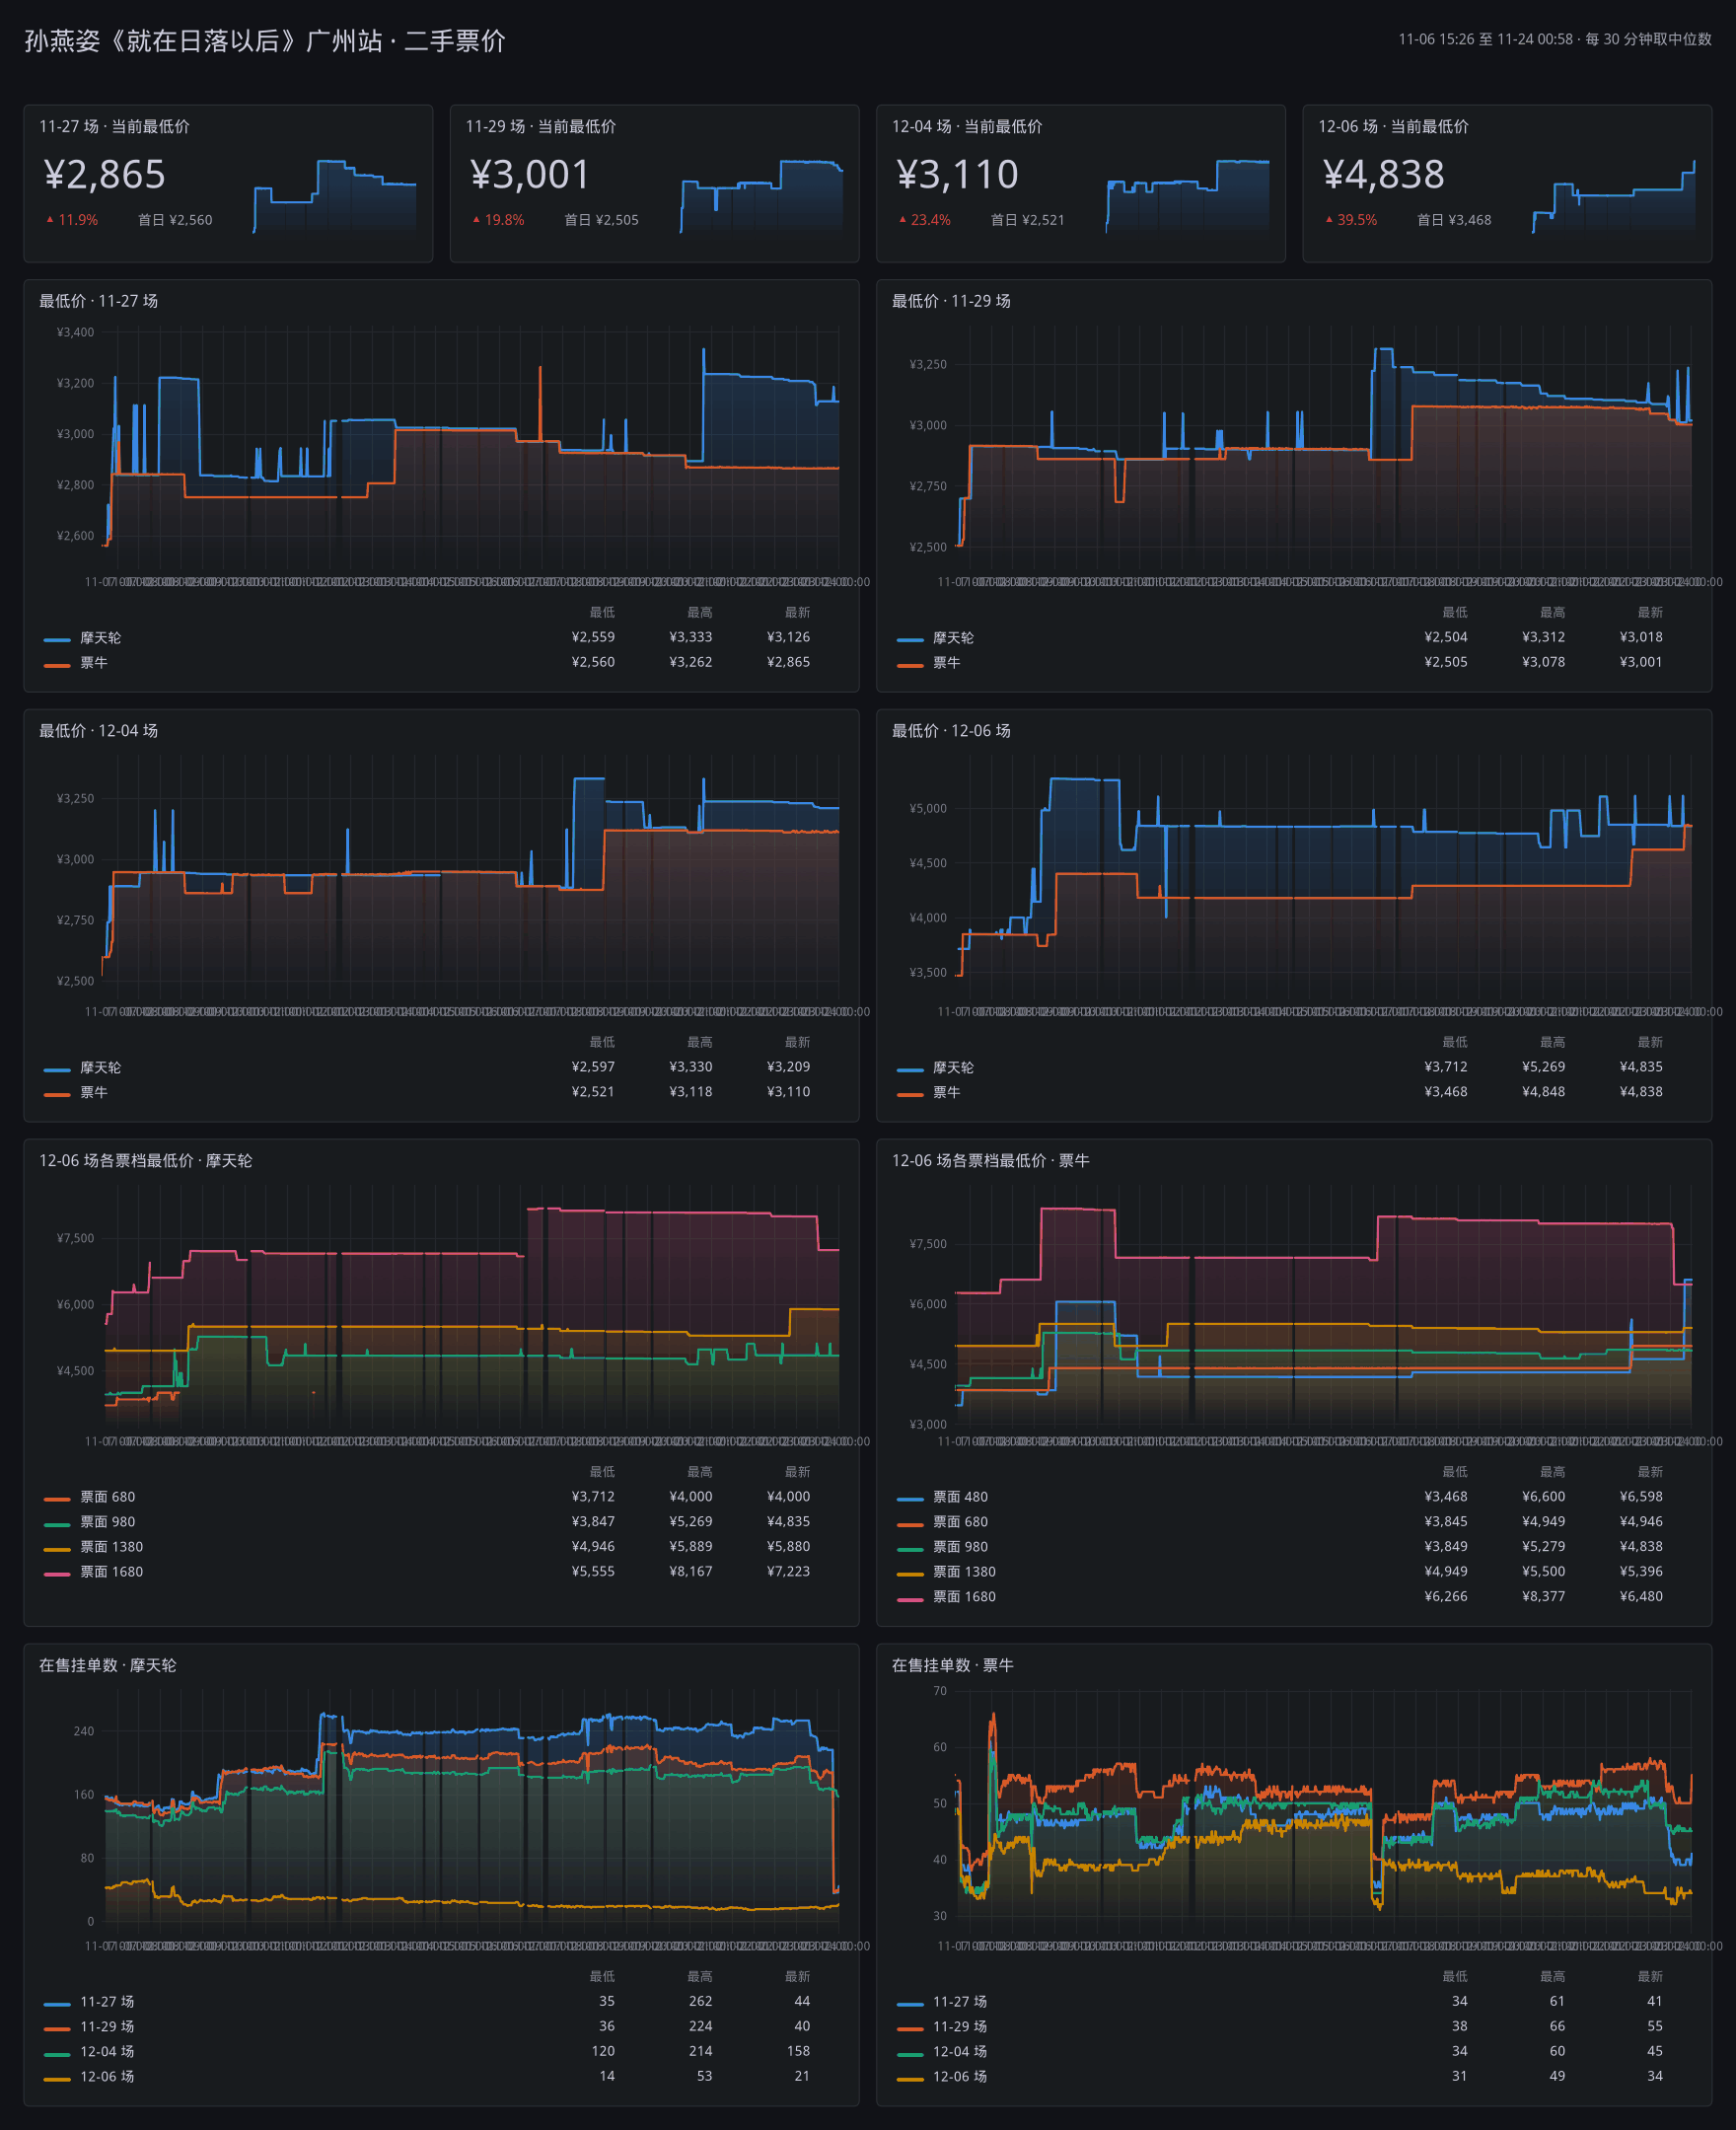 孙燕姿《就在日落以后》广州站 · 二手票价
11-06 15:26 至 11-24 00:58 · 每 30 分钟取中位数
11-27 场 · 当前最低价
¥2,865
▲ 11.9% 首日 ¥2,560
11-29 场 · 当前最低价
¥3,001
▲ 19.8% 首日 ¥2,505
12-04 场 · 当前最低价
¥3,110
▲ 23.4% 首日 ¥2,521
12-06 场 · 当前最低价
¥4,838
▲ 39.5% 首日 ¥3,468
最低价 · 11-27 场
¥3,400
¥3,200
¥3,000
¥2,800
¥2,600
最低 最高 最新
摩天轮 ¥2,559 ¥3,333 ¥3,126
票牛 ¥2,560 ¥3,262 ¥2,865
最低价 · 11-29 场
¥3,250
¥3,000
¥2,750
¥2,500
最低 最高 最新
摩天轮 ¥2,504 ¥3,312 ¥3,018
票牛 ¥2,505 ¥3,078 ¥3,001
最低价 · 12-04 场
¥3,250
¥3,000
¥2,750
¥2,500
最低 最高 最新
摩天轮 ¥2,597 ¥3,330 ¥3,209
票牛 ¥2,521 ¥3,118 ¥3,110
最低价 · 12-06 场
¥5,000
¥4,500
¥4,000
¥3,500
最低 最高 最新
摩天轮 ¥3,712 ¥5,269 ¥4,835
票牛 ¥3,468 ¥4,848 ¥4,838
12-06 场各票档最低价 · 摩天轮
¥7,500
¥6,000
¥4,500
最低 最高 最新
票面 680 ¥3,712 ¥4,000 ¥4,000
票面 980 ¥3,847 ¥5,269 ¥4,835
票面 1380 ¥4,946 ¥5,889 ¥5,880
票面 1680 ¥5,555 ¥8,167 ¥7,223
12-06 场各票档最低价 · 票牛
¥7,500
¥6,000
¥4,500
¥3,000
最低 最高 最新
票面 480 ¥3,468 ¥6,600 ¥6,598
票面 680 ¥3,845 ¥4,949 ¥4,946
票面 980 ¥3,849 ¥5,279 ¥4,838
票面 1380 ¥4,949 ¥5,500 ¥5,396
票面 1680 ¥6,266 ¥8,377 ¥6,480
在售挂单数 · 摩天轮
240
160
80
0
最低 最高 最新
11-27 场 35 262 44
11-29 场 36 224 40
12-04 场 120 214 158
12-06 场 14 53 21
在售挂单数 · 票牛
70
60
50
40
30
最低 最高 最新
11-27 场 34 61 41
11-29 场 38 66 55
12-04 场 34 60 45
12-06 场 31 49 34